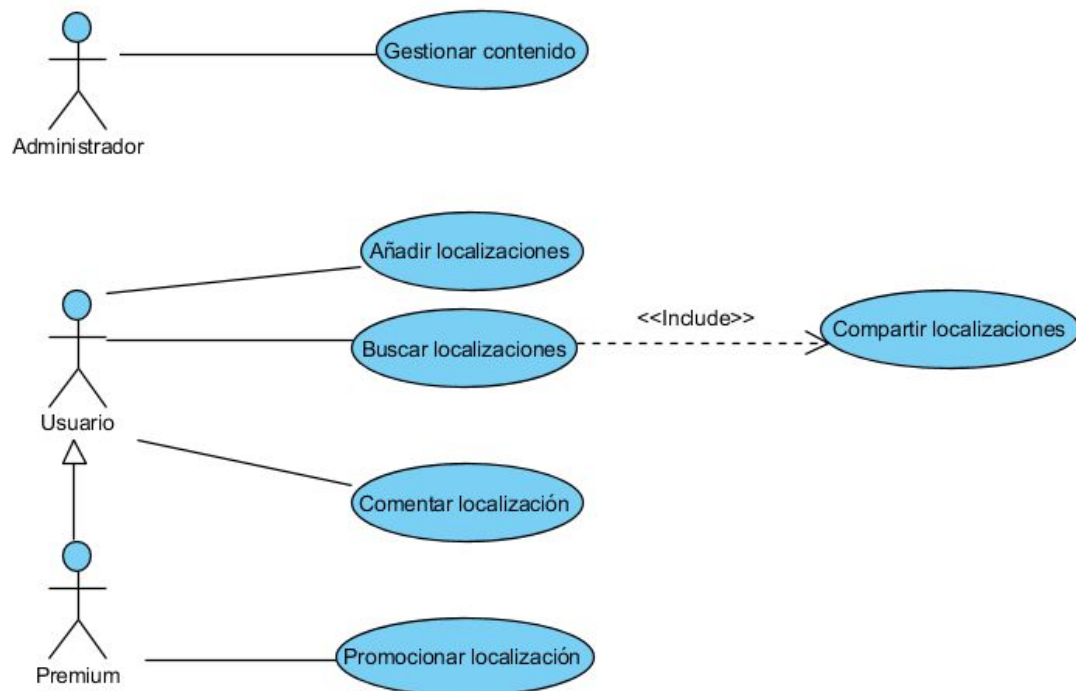 Gestionar contenido
Administrador
Añadir localizaciones
<<Include>>
Buscar localizaciones
Compartir localizaciones
Usuario
Comentar localización
Promocionar localización
Premium